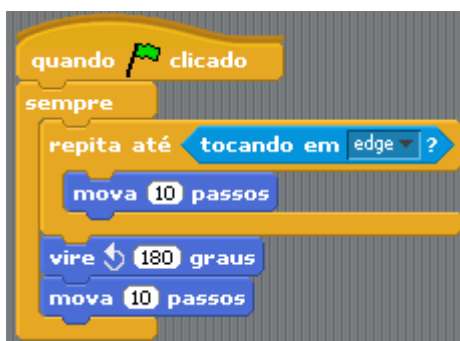 quando clicado
sempre
repita até tocando em edge ?
mova 10 passos
vire 180 graus
mova 10 passos